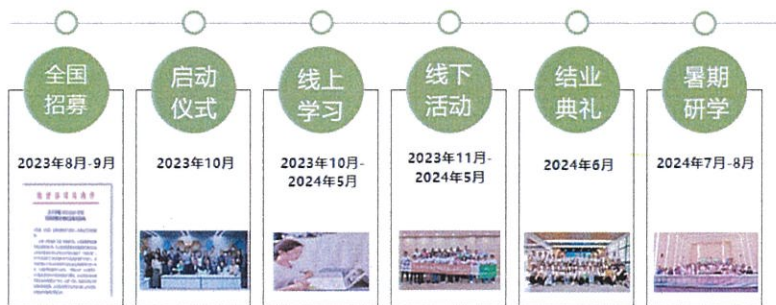 全国
招募
启动
仪式
线上
学习
线下
活动
结业
典礼
暑期
研学
2023年8月-9月
2023年10月
2023年10月-
2024年5月
2023年11月-
2024年5月
2024年6月
2024年7月-8月